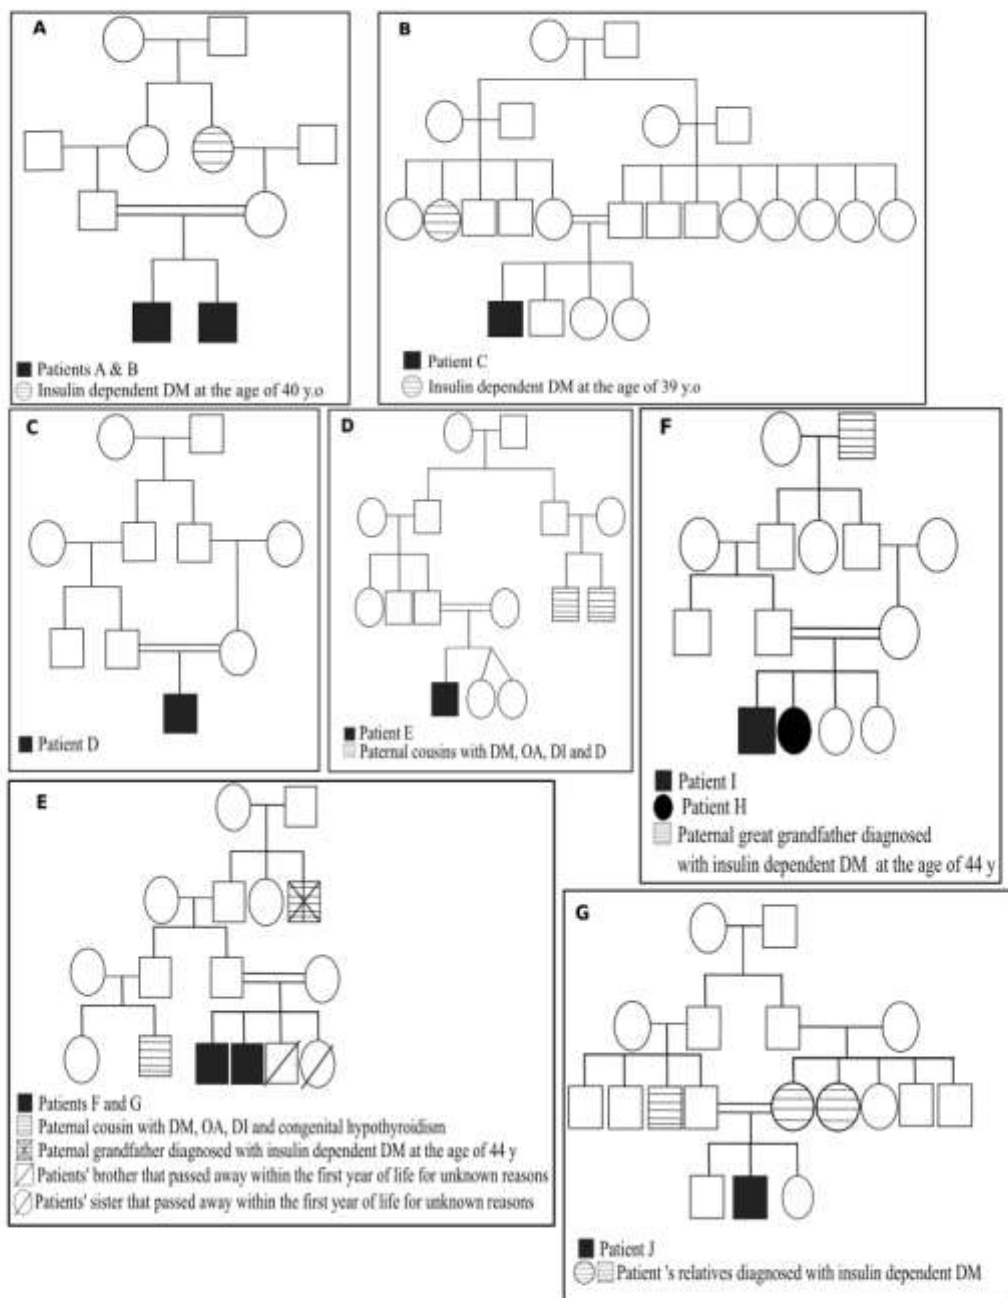 A
Patients A & B
Insulin dependent DM at the age of 40 y.o
B
Patient C
Insulin dependent DM at the age of 39 y.o
C
Patient D
D
Patient E
Paternal cousins with DM, OA, DI and D
F
Patient I
Patient H
Paternal great grandfather diagnosed
with insulin dependent DM at the age of 44 y
E
Patients F and G
Paternal cousin with DM, OA, DI and congenital hypothyroidism
Paternal grandfather diagnosed with insulin dependent DM at the age of 44 y
Patients' brother that passed away within the first year of life for unknown reasons
Patients' sister that passed away within the first year of life for unknown reasons
G
Patient J
Patient 's relatives diagnosed with insulin dependent DM